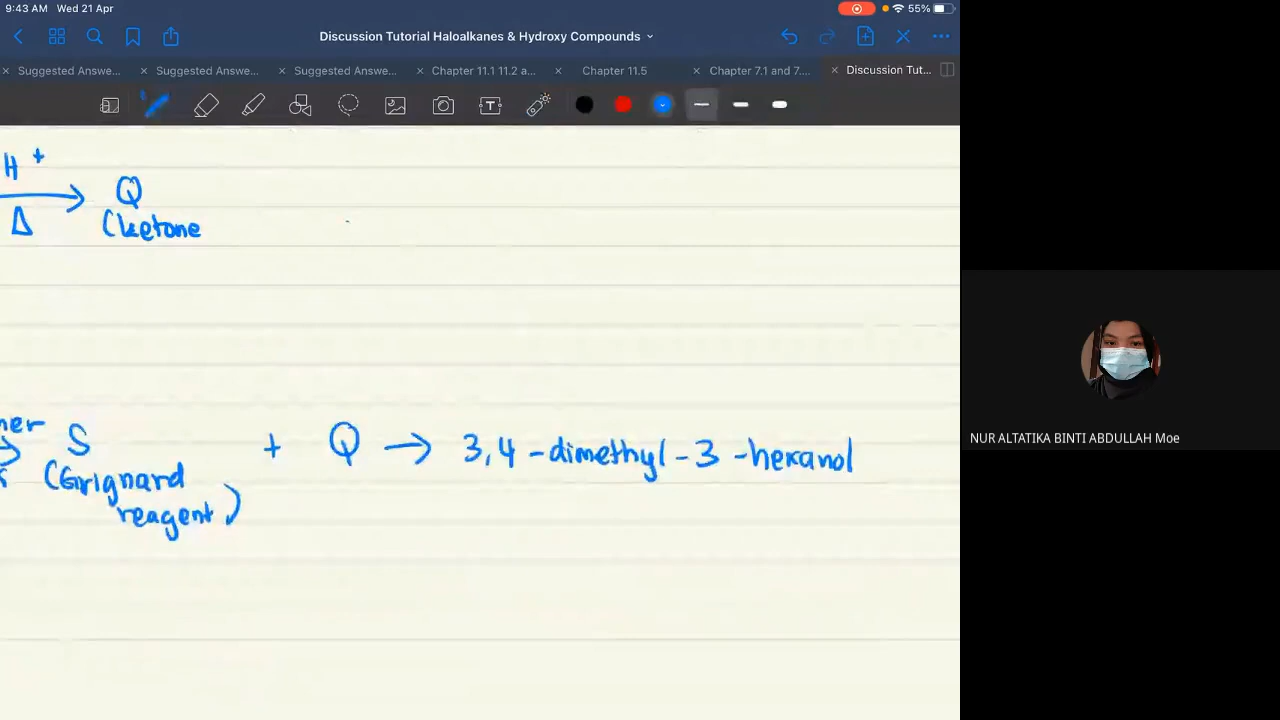 9:43 AM Wed 21 Apr
55%
Discussion Tutorial Haloalkanes & Hydroxy Compounds
Suggested Answe...
Suggested Answe...
Suggested Answe...
Chapter 11.1 11.2 a...
Chapter 11.5
Chapter 7.1 and 7....
Discussion Tut...
H +
Δ
Q
(ketone
S
(Grignard
reagent)
+ Q → 3,4-dimethyl-3-hexanol
NUR ALTATIKA BINTI ABDULLAH Moe